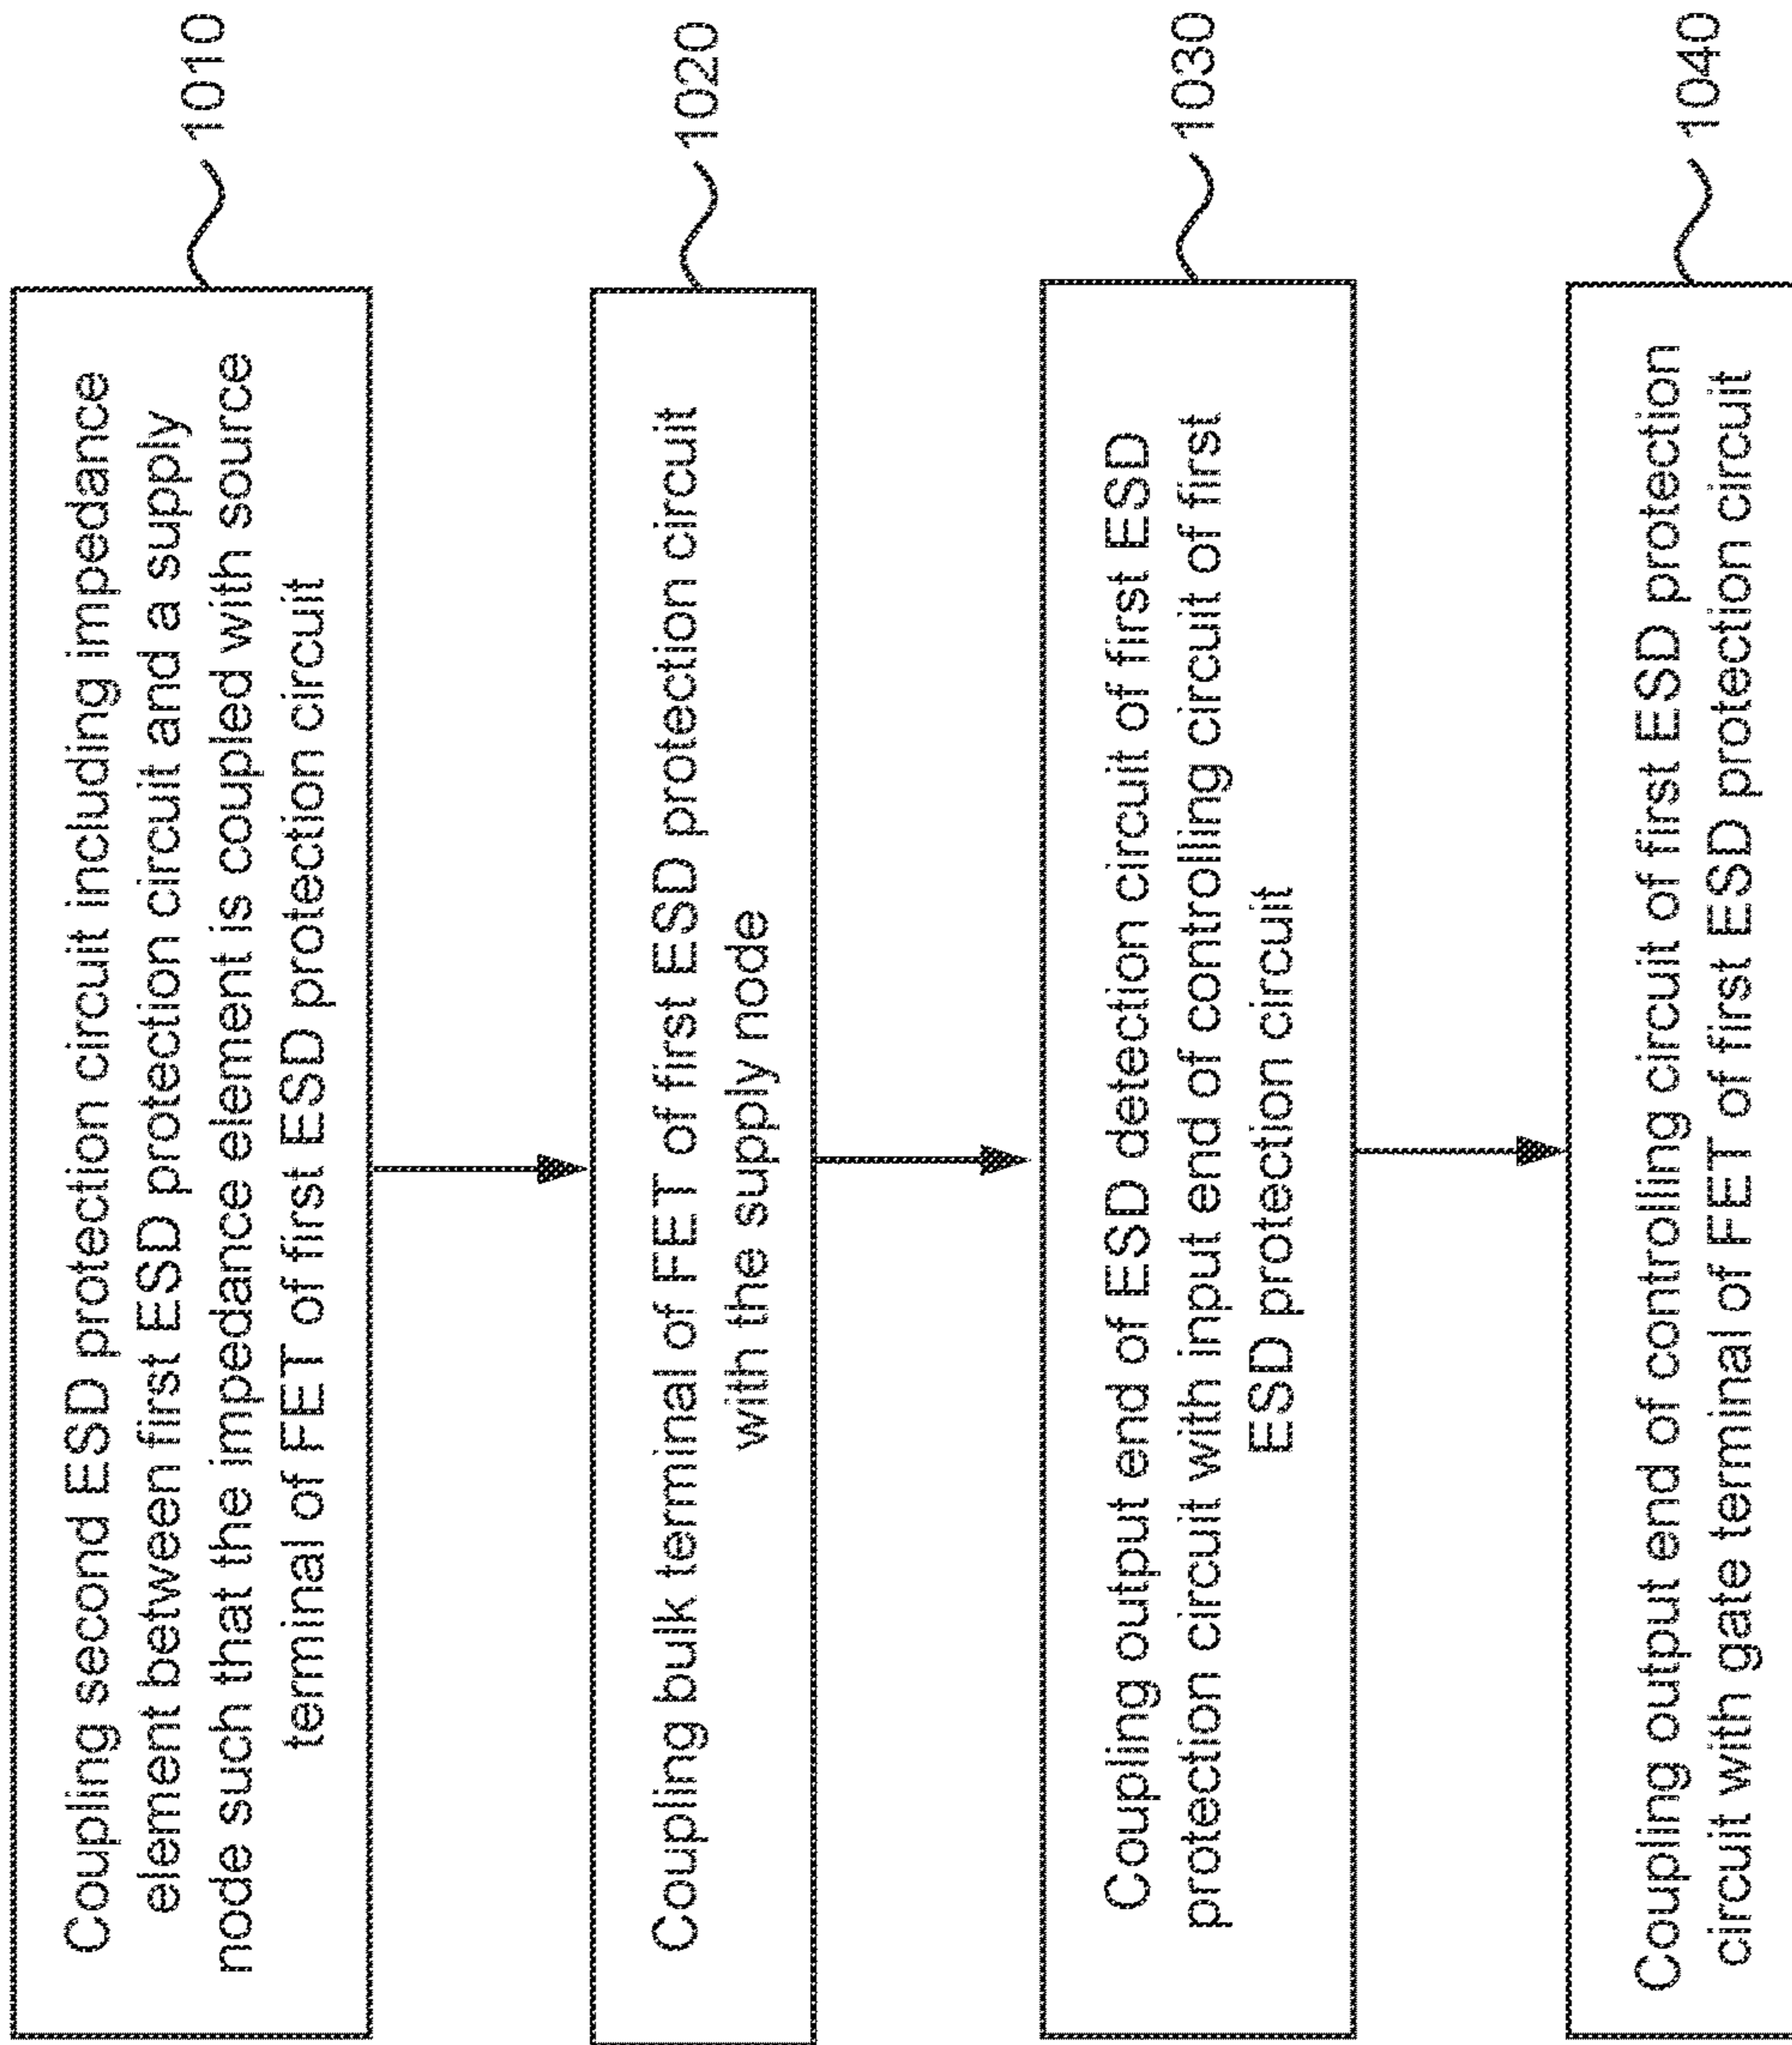 Coupling second ESD protection circuit including impedance
element between first ESD protection circuit and a supply
node such that the impedance element is coupled with source
terminal of FET of first ESD protection circuit
1010
Coupling bulk terminal of FET of first ESD protection circuit
with the supply node
1020
Coupling output end of ESD detection circuit of first ESD
protection circuit with input end of controlling circuit of first
ESD protection circuit
1030
Coupling output end of controlling circuit of first ESD protection
circuit with gate terminal of FET of first ESD protection circuit
1040